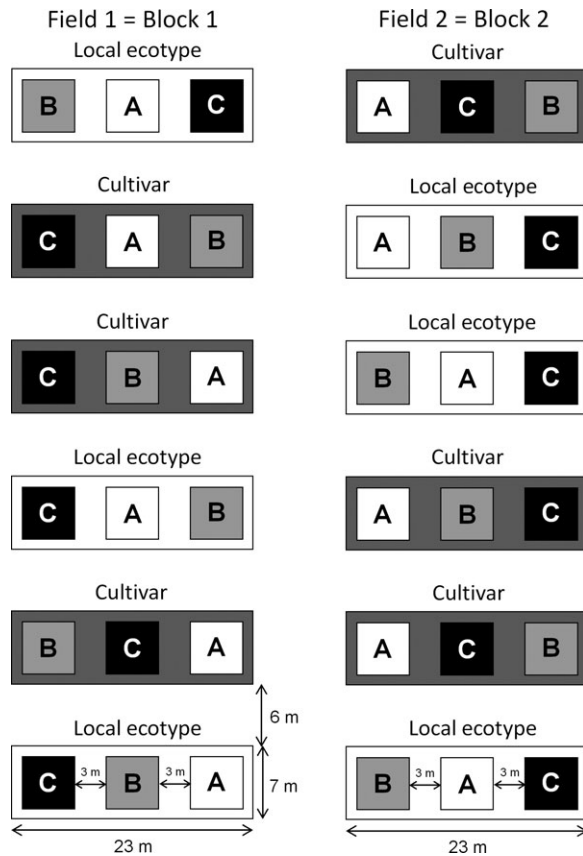 Field 1 = Block 1
Local ecotype
B A C
Cultivar
C A B
Cultivar
C B A
Local ecotype
C A B
Cultivar
B C A
6 m
Local ecotype
C 3 m B 3 m A
7 m
23 m
Field 2 = Block 2
Cultivar
A C B
Local ecotype
A B C
Local ecotype
B A C
Cultivar
A B C
Cultivar
A C B
Local ecotype
B 3 m A 3 m C
23 m